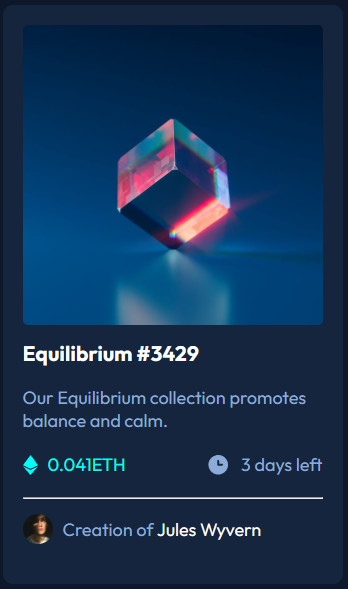 Equilibrium #3429
Our Equilibrium collection promotes
balance and calm.
0.041ETH
3 days left
Creation of Jules Wyvern